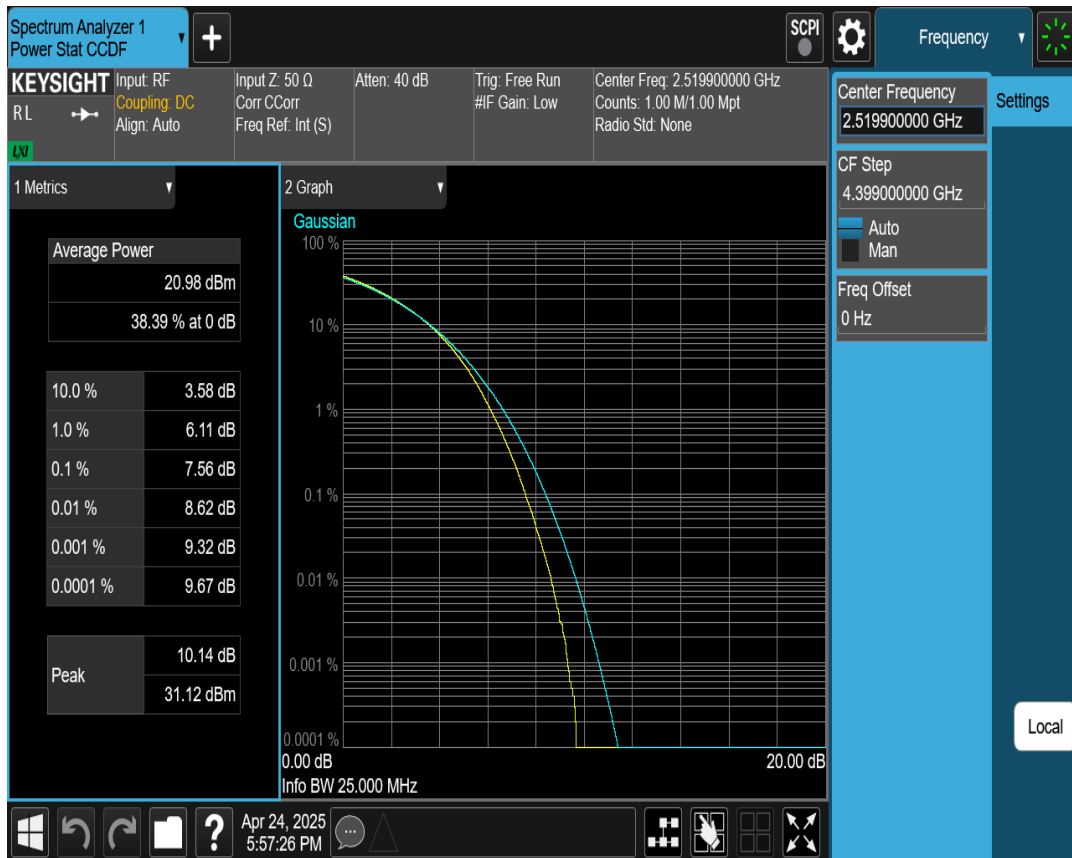 Spectrum Analyzer 1
Power Stat CCDF
+
SCPI
Frequency
KEYSIGHT
RL
LXI
Input: RF
Coupling: DC
Align: Auto
Input Z: 50 Ω
Corr CCorr
Freq Ref: Int (S)
Atten: 40 dB
Trig: Free Run
#IF Gain: Low
Center Freq: 2.519900000 GHz
Counts: 1.00 M/1.00 Mpt
Radio Std: None
Center Frequency
2.519900000 GHz
Settings
CF Step
4.399000000 GHz
Auto
Man
Freq Offset
0 Hz
1 Metrics
Average Power
20.98 dBm
38.39 % at 0 dB
10.0 % 3.58 dB
1.0 % 6.11 dB
0.1 % 7.56 dB
0.01 % 8.62 dB
0.001 % 9.32 dB
0.0001 % 9.67 dB
Peak
10.14 dB
31.12 dBm
2 Graph
Gaussian
100 %
10 %
1 %
0.1 %
0.01 %
0.001 %
0.0001 %
0.00 dB 20.00 dB
Info BW 25.000 MHz
Local
?
Apr 24, 2025
5:57:26 PM